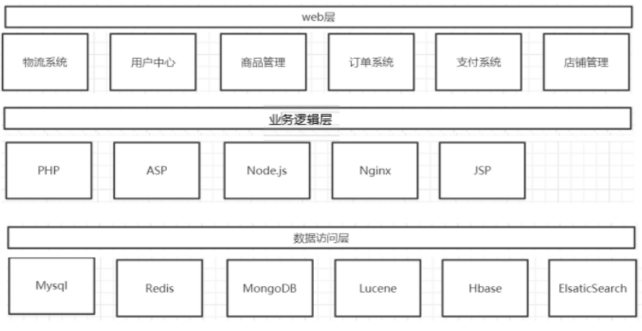 web层
物流系统 用户中心 商品管理 订单系统 支付系统 店铺管理
业务逻辑层
PHP ASP Node.js Nginx JSP
数据访问层
Mysql Redis MongoDB Lucene Hbase ElsaticSearch